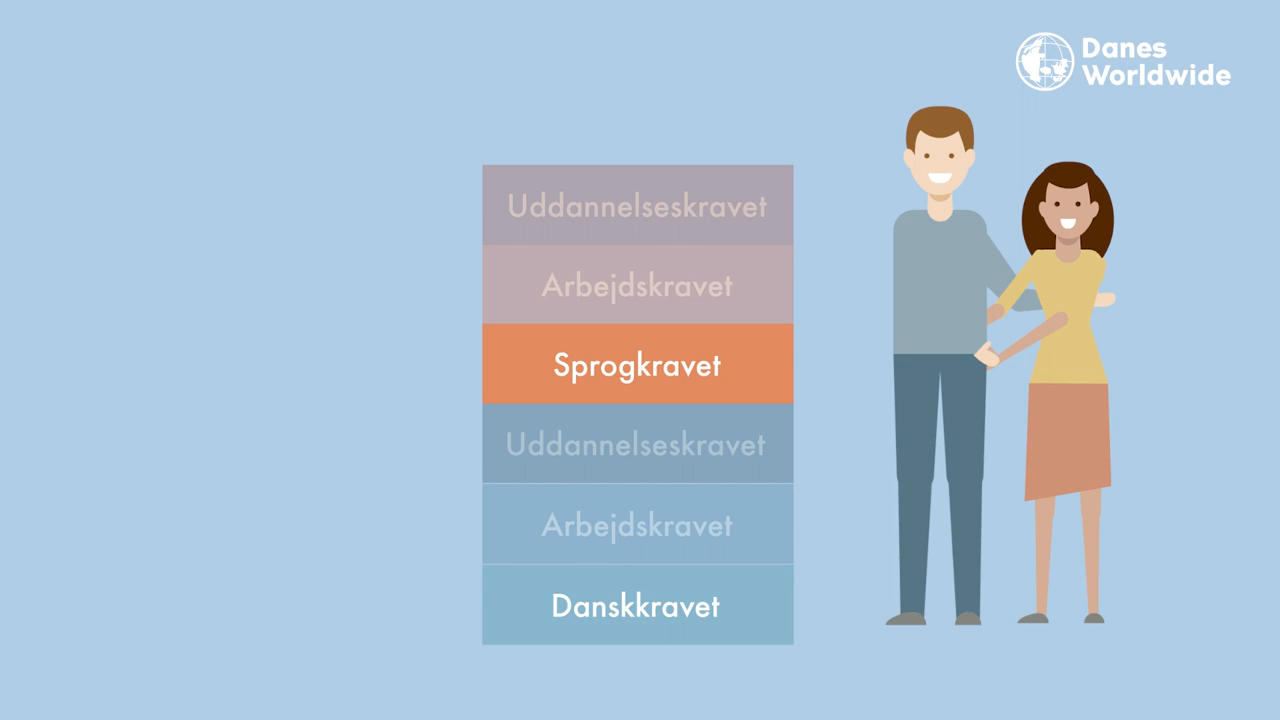 Danes
Worldwide
Uddannelseskravet
Arbejdskravet
Sprogkravet
Uddannelseskravet
Arbejdskravet
Danskkravet